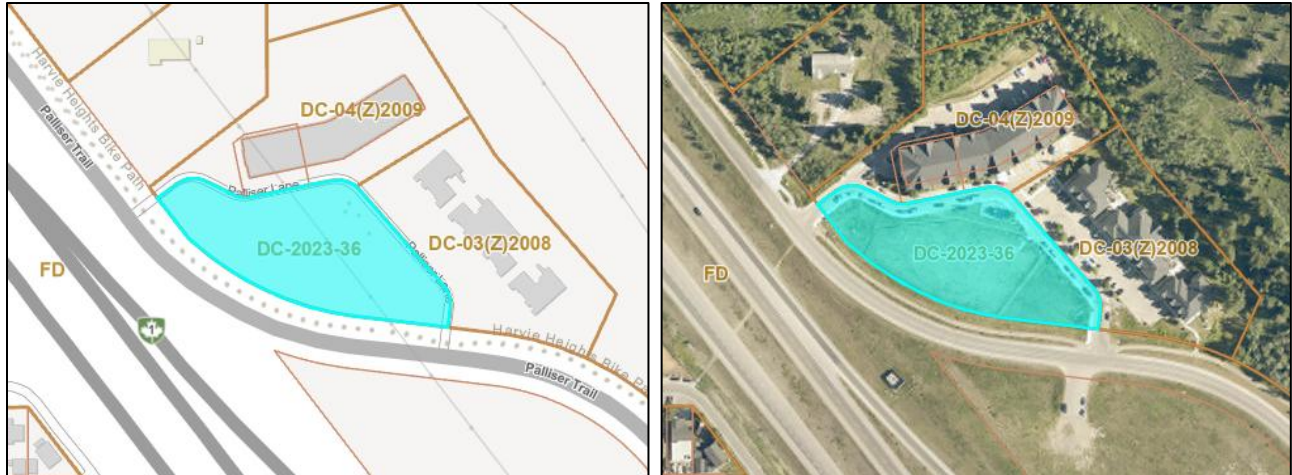 Harvie Heights Bike Path
Palliser Trail
DC-04(Z)2009
Palliser Lane
DC-2023-36
DC-03(Z)2008
FD
1
Harvie Heights Bike Pa
Palliser Trail
DC-04(Z)2009
DC-2023-36
DC-03(Z)2008
FD